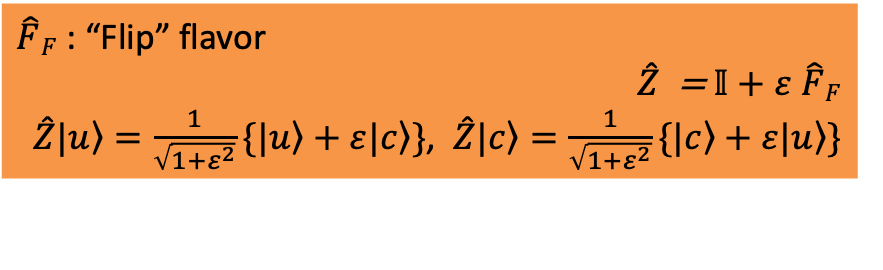 F̂_F : “Flip” flavor
Ẑ = 𝕀 + ε F̂_F
Ẑ|u⟩ = 1/√(1+ε²) {|u⟩ + ε|c⟩}, Ẑ|c⟩ = 1/√(1+ε²) {|c⟩ + ε|u⟩}